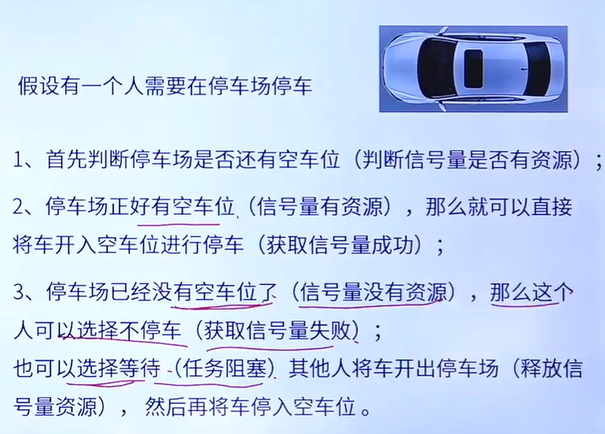 假设有一个人需要在停车场停车
1、首先判断停车场是否还有空车位（判断信号量是否有资源）；
2、停车场正好有空车位（信号量有资源），那么就可以直接
将车开入空车位进行停车（获取信号量成功）；
3、停车场已经没有空车位了（信号量没有资源），那么这个
人可以选择不停车（获取信号量失败）；
也可以选择等待（任务阻塞）其他人将车开出停车场（释放信
号量资源），然后再将车停入空车位。